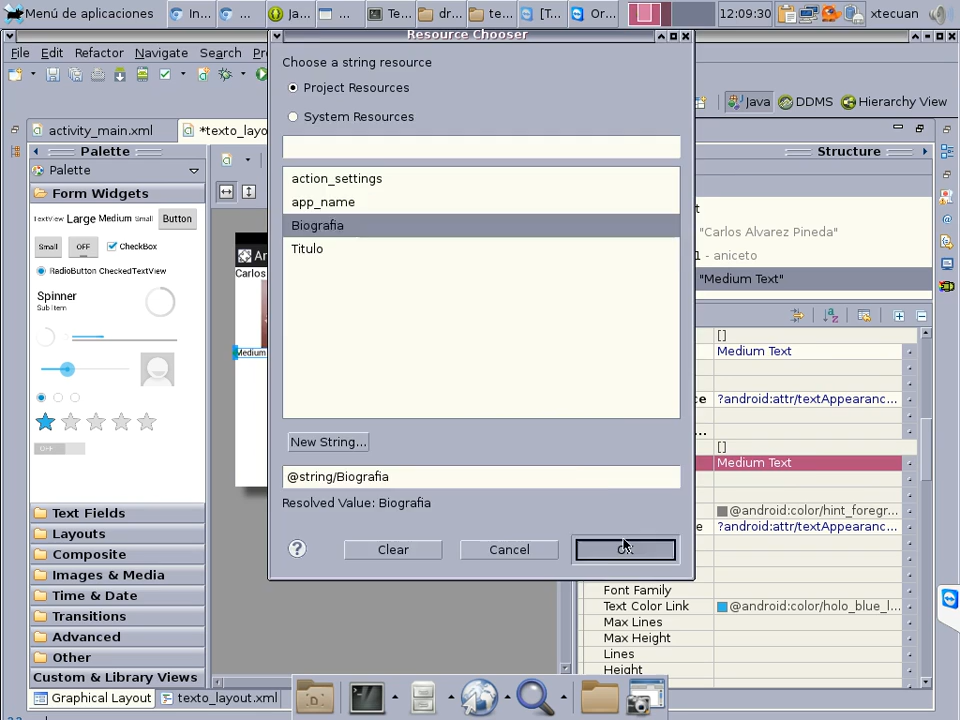 Menú de aplicaciones
In...
...
Ja...
...
Te...
dr...
te...
[T...
Or...
12:09:30
xtecuan
Resource Chooser
File Edit Refactor Navigate Search
Java DDMS Hierarchy View
activity_main.xml
*texto_layo
Palette
Palette
Form Widgets
TextView Large Medium Small Button
Small OFF CheckBox
RadioButton CheckedTextView
Spinner
Sub Item
OFF
Text Fields
Layouts
Composite
Images & Media
Time & Date
Transitions
Advanced
Other
Custom & Library Views
Graphical Layout
texto_layout.xml
Carlos
Medium
Choose a string resource
Project Resources
System Resources
action_settings
app_name
Biografia
Titulo
New String...
@string/Biografia
Resolved Value: Biografia
Clear
Cancel
Structure
"Carlos Alvarez Pineda"
1 - aniceto
"Medium Text"
[]
Medium Text
?android:attr/textAppearanc...
[]
Medium Text
@android:color/hint_foregr...
?android:attr/textAppearanc...
Font Family
Text Color Link @android:color/holo_blue_l...
Max Lines
Max Height
Lines
Height